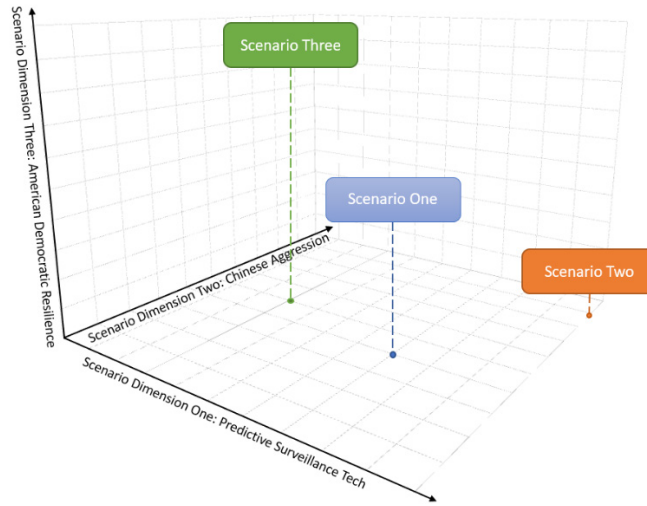 Scenario Dimension Three: American Democratic Resilience
Scenario Three
Scenario One
Scenario Two
Scenario Dimension Two: Chinese Aggression
Scenario Dimension One: Predictive Surveillance Tech